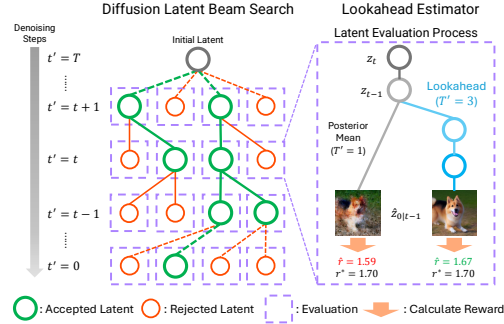 Diffusion Latent Beam Search
Lookahead Estimator
Denoising
Steps
t' = T
......
t' = t + 1
t' = t
t' = t − 1
......
t' = 0
Initial Latent
Latent Evaluation Process
z_t
z_{t−1}
Lookahead
(T' = 3)
Posterior
Mean
(T' = 1)
ẑ_{0|t−1}
r̂ = 1.59
r* = 1.70
r̂ = 1.67
r* = 1.70
: Accepted Latent
: Rejected Latent
: Evaluation
: Calculate Reward